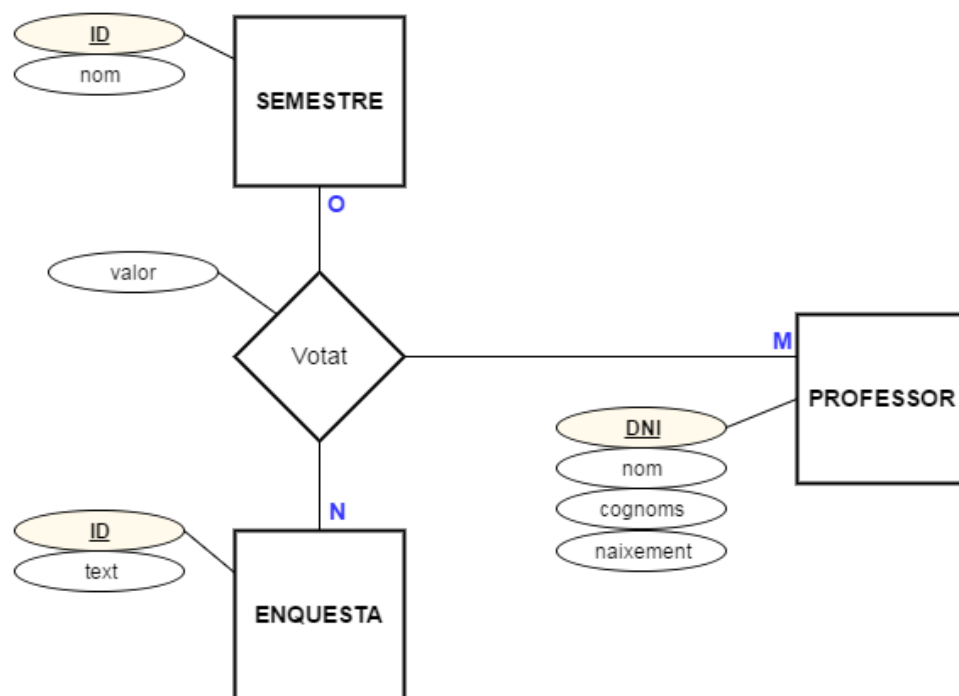 ID
nom
SEMESTRE
O
valor
Votat
M
PROFESSOR
DNI
nom
cognoms
naixement
N
ID
text
ENQUESTA